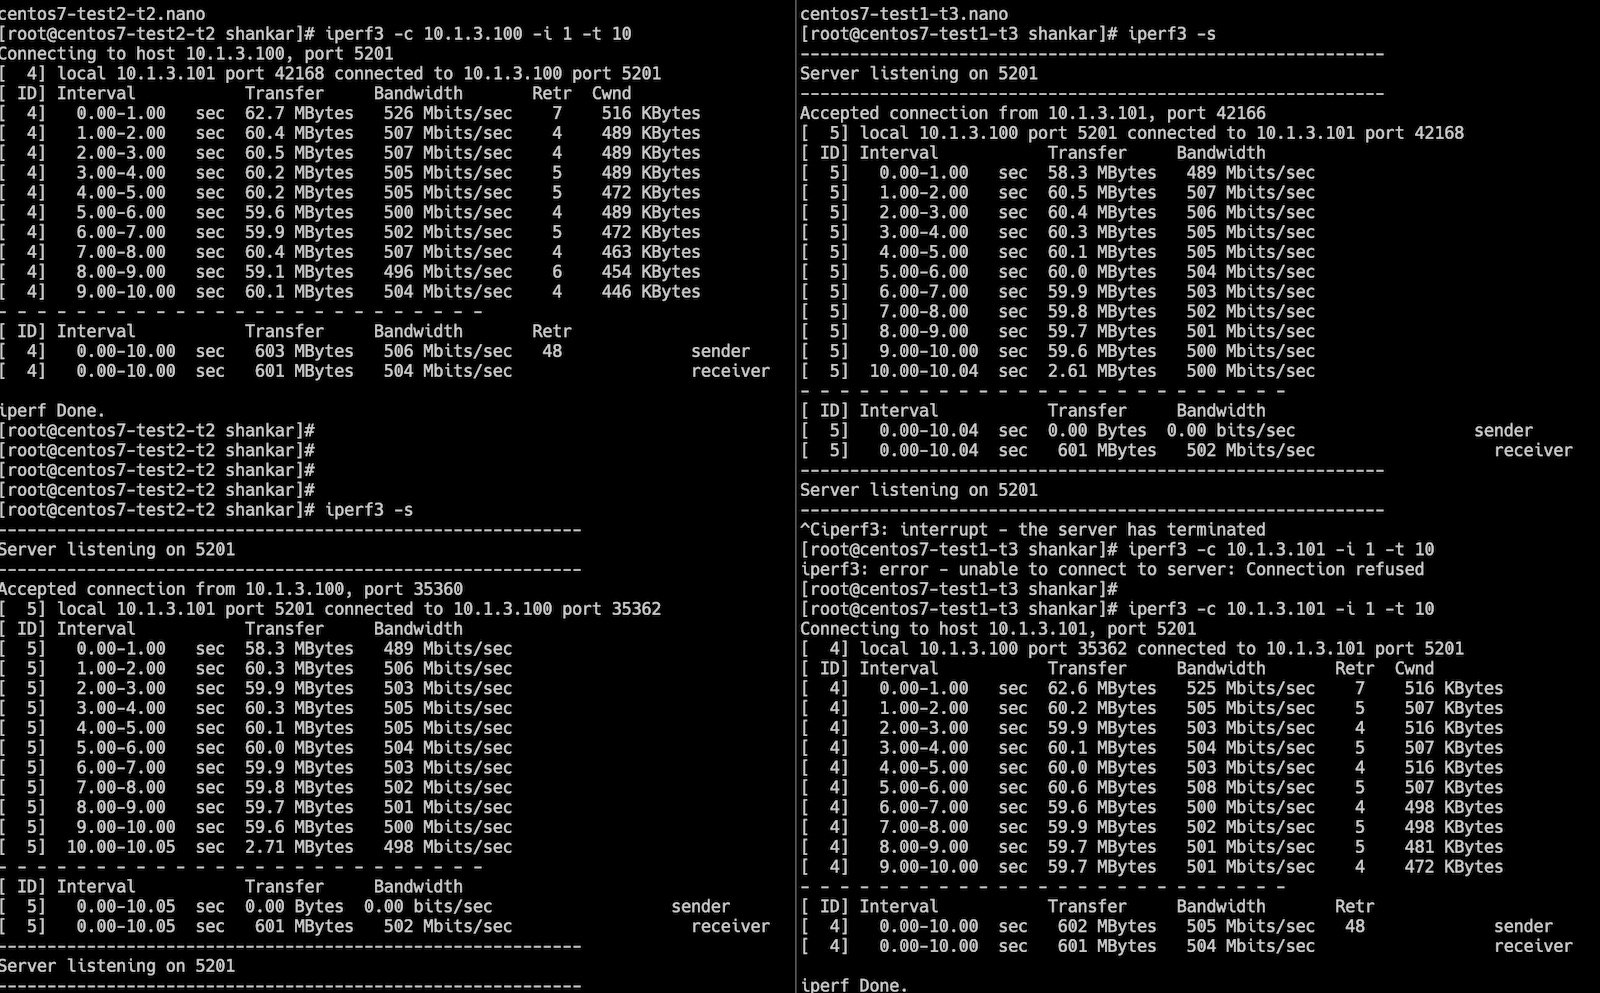 centos7-test2-t2.nano
[root@centos7-test2-t2 shankar]# iperf3 -c 10.1.3.100 -i 1 -t 10
Connecting to host 10.1.3.100, port 5201
[  4] local 10.1.3.101 port 42168 connected to 10.1.3.100 port 5201
[ ID] Interval           Transfer     Bandwidth       Retr  Cwnd
[  4]   0.00-1.00   sec  62.7 MBytes   526 Mbits/sec    7    516 KBytes
[  4]   1.00-2.00   sec  60.4 MBytes   507 Mbits/sec    4    489 KBytes
[  4]   2.00-3.00   sec  60.5 MBytes   507 Mbits/sec    4    489 KBytes
[  4]   3.00-4.00   sec  60.2 MBytes   505 Mbits/sec    5    489 KBytes
[  4]   4.00-5.00   sec  60.2 MBytes   505 Mbits/sec    5    472 KBytes
[  4]   5.00-6.00   sec  59.6 MBytes   500 Mbits/sec    4    489 KBytes
[  4]   6.00-7.00   sec  59.9 MBytes   502 Mbits/sec    5    472 KBytes
[  4]   7.00-8.00   sec  60.4 MBytes   507 Mbits/sec    4    463 KBytes
[  4]   8.00-9.00   sec  59.1 MBytes   496 Mbits/sec    6    454 KBytes
[  4]   9.00-10.00  sec  60.1 MBytes   504 Mbits/sec    4    446 KBytes
- - - - - - - - - - - - - - - - - - - - - - - - -
[ ID] Interval           Transfer     Bandwidth       Retr
[  4]   0.00-10.00  sec   603 MBytes   506 Mbits/sec   48             sender
[  4]   0.00-10.00  sec   601 MBytes   504 Mbits/sec                  receiver
iperf Done.
[root@centos7-test2-t2 shankar]#
[root@centos7-test2-t2 shankar]#
[root@centos7-test2-t2 shankar]#
[root@centos7-test2-t2 shankar]#
[root@centos7-test2-t2 shankar]# iperf3 -s
-----------------------------------------------------------
Server listening on 5201
-----------------------------------------------------------
Accepted connection from 10.1.3.100, port 35360
[  5] local 10.1.3.101 port 5201 connected to 10.1.3.100 port 35362
[ ID] Interval           Transfer     Bandwidth
[  5]   0.00-1.00   sec  58.3 MBytes   489 Mbits/sec
[  5]   1.00-2.00   sec  60.3 MBytes   506 Mbits/sec
[  5]   2.00-3.00   sec  59.9 MBytes   503 Mbits/sec
[  5]   3.00-4.00   sec  60.3 MBytes   505 Mbits/sec
[  5]   4.00-5.00   sec  60.1 MBytes   505 Mbits/sec
[  5]   5.00-6.00   sec  60.0 MBytes   504 Mbits/sec
[  5]   6.00-7.00   sec  59.9 MBytes   503 Mbits/sec
[  5]   7.00-8.00   sec  59.8 MBytes   502 Mbits/sec
[  5]   8.00-9.00   sec  59.7 MBytes   501 Mbits/sec
[  5]   9.00-10.00  sec  59.6 MBytes   500 Mbits/sec
[  5]  10.00-10.05  sec  2.71 MBytes   498 Mbits/sec
- - - - - - - - - - - - - - - - - - - - - - - - -
[ ID] Interval           Transfer     Bandwidth
[  5]   0.00-10.05  sec  0.00 Bytes  0.00 bits/sec                  sender
[  5]   0.00-10.05  sec   601 MBytes   502 Mbits/sec                  receiver
-----------------------------------------------------------
Server listening on 5201
-----------------------------------------------------------
centos7-test1-t3.nano
[root@centos7-test1-t3 shankar]# iperf3 -s
-----------------------------------------------------------
Server listening on 5201
-----------------------------------------------------------
Accepted connection from 10.1.3.101, port 42166
[  5] local 10.1.3.100 port 5201 connected to 10.1.3.101 port 42168
[ ID] Interval           Transfer     Bandwidth
[  5]   0.00-1.00   sec  58.3 MBytes   489 Mbits/sec
[  5]   1.00-2.00   sec  60.5 MBytes   507 Mbits/sec
[  5]   2.00-3.00   sec  60.4 MBytes   506 Mbits/sec
[  5]   3.00-4.00   sec  60.3 MBytes   505 Mbits/sec
[  5]   4.00-5.00   sec  60.1 MBytes   505 Mbits/sec
[  5]   5.00-6.00   sec  60.0 MBytes   504 Mbits/sec
[  5]   6.00-7.00   sec  59.9 MBytes   503 Mbits/sec
[  5]   7.00-8.00   sec  59.8 MBytes   502 Mbits/sec
[  5]   8.00-9.00   sec  59.7 MBytes   501 Mbits/sec
[  5]   9.00-10.00  sec  59.6 MBytes   500 Mbits/sec
[  5]  10.00-10.04  sec  2.61 MBytes   500 Mbits/sec
- - - - - - - - - - - - - - - - - - - - - - - - -
[ ID] Interval           Transfer     Bandwidth
[  5]   0.00-10.04  sec  0.00 Bytes  0.00 bits/sec                  sender
[  5]   0.00-10.04  sec   601 MBytes   502 Mbits/sec                  receiver
-----------------------------------------------------------
Server listening on 5201
-----------------------------------------------------------
^Ciperf3: interrupt - the server has terminated
[root@centos7-test1-t3 shankar]# iperf3 -c 10.1.3.101 -i 1 -t 10
iperf3: error - unable to connect to server: Connection refused
[root@centos7-test1-t3 shankar]#
[root@centos7-test1-t3 shankar]# iperf3 -c 10.1.3.101 -i 1 -t 10
Connecting to host 10.1.3.101, port 5201
[  4] local 10.1.3.100 port 35362 connected to 10.1.3.101 port 5201
[ ID] Interval           Transfer     Bandwidth       Retr  Cwnd
[  4]   0.00-1.00   sec  62.6 MBytes   525 Mbits/sec    7    516 KBytes
[  4]   1.00-2.00   sec  60.2 MBytes   505 Mbits/sec    5    507 KBytes
[  4]   2.00-3.00   sec  59.9 MBytes   503 Mbits/sec    4    516 KBytes
[  4]   3.00-4.00   sec  60.1 MBytes   504 Mbits/sec    5    507 KBytes
[  4]   4.00-5.00   sec  60.0 MBytes   503 Mbits/sec    4    516 KBytes
[  4]   5.00-6.00   sec  60.6 MBytes   508 Mbits/sec    5    507 KBytes
[  4]   6.00-7.00   sec  59.6 MBytes   500 Mbits/sec    4    498 KBytes
[  4]   7.00-8.00   sec  59.9 MBytes   502 Mbits/sec    5    498 KBytes
[  4]   8.00-9.00   sec  59.7 MBytes   501 Mbits/sec    5    481 KBytes
[  4]   9.00-10.00  sec  59.7 MBytes   501 Mbits/sec    4    472 KBytes
- - - - - - - - - - - - - - - - - - - - - - - - -
[ ID] Interval           Transfer     Bandwidth       Retr
[  4]   0.00-10.00  sec   602 MBytes   505 Mbits/sec   48             sender
[  4]   0.00-10.00  sec   601 MBytes   504 Mbits/sec                  receiver
iperf Done.